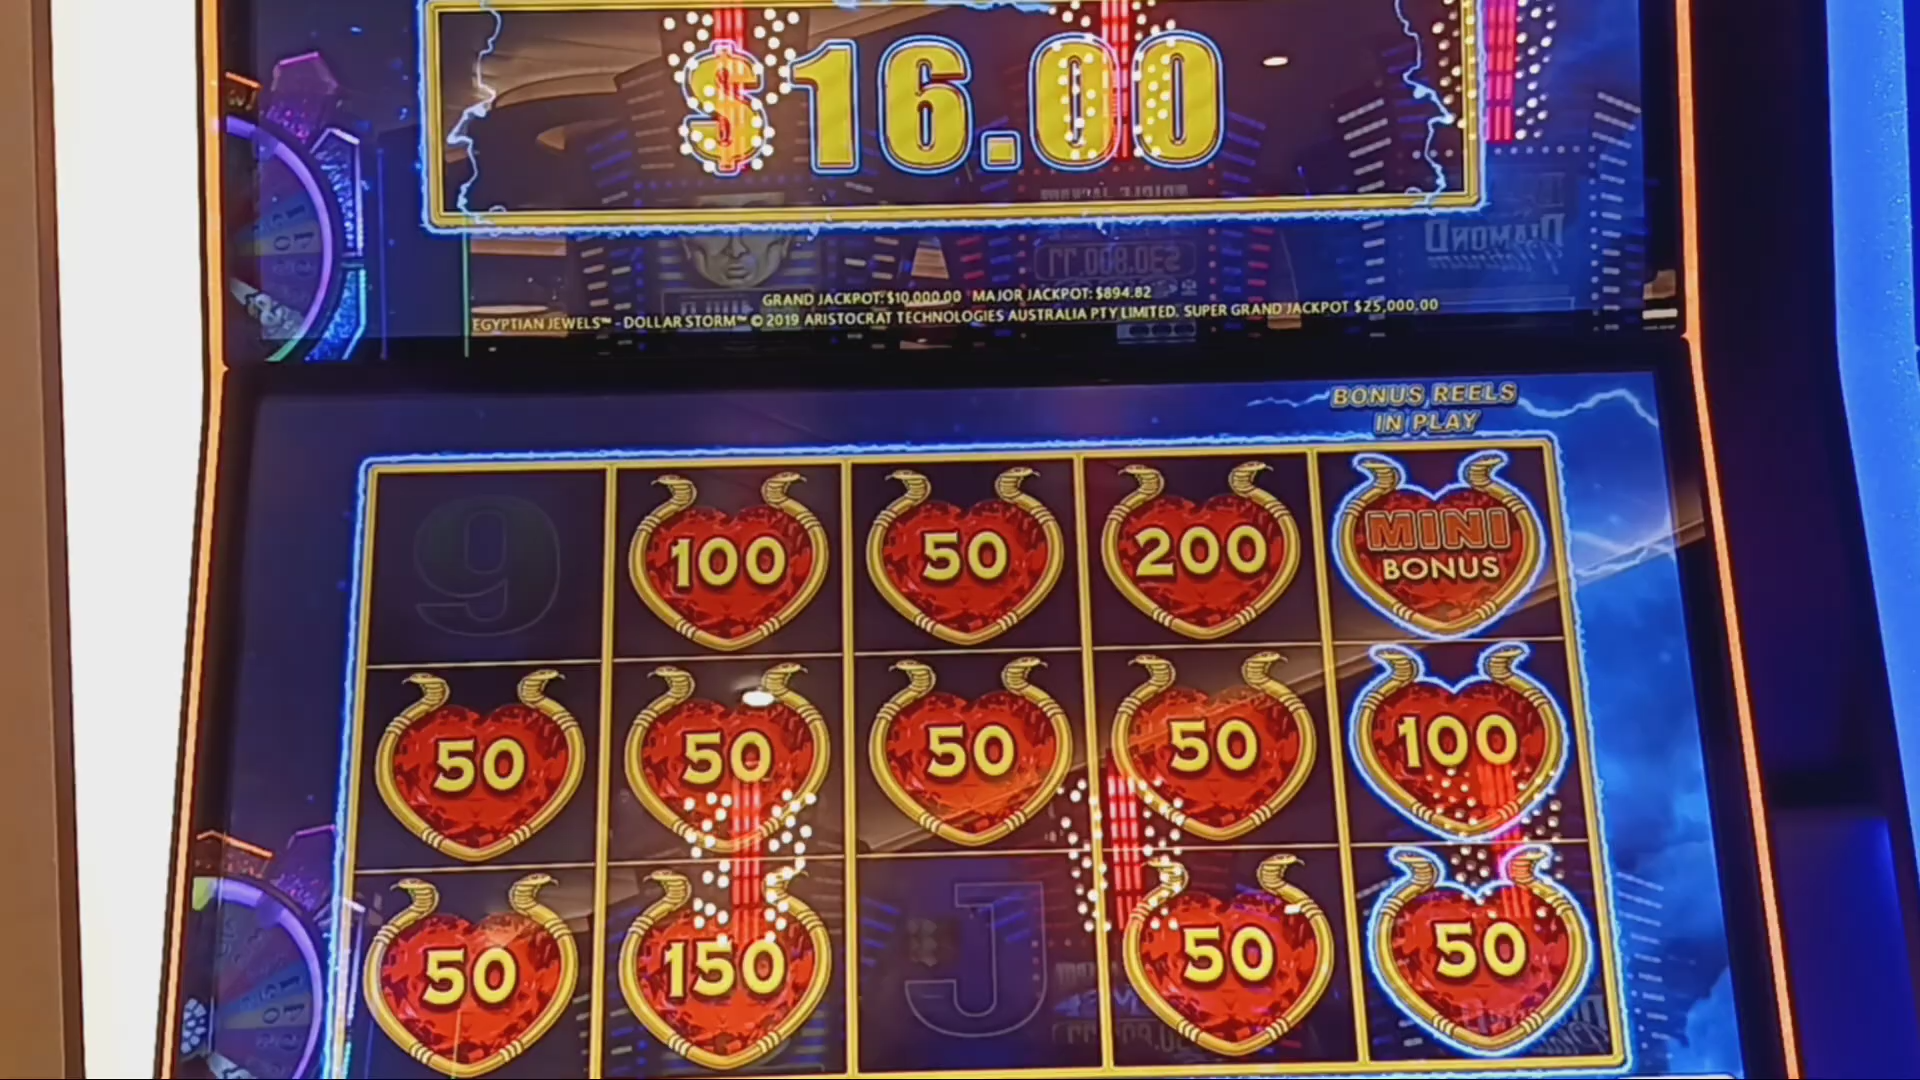 $16.00
GRAND JACKPOT: $10,000.00 MAJOR JACKPOT: $894.82
EGYPTIAN JEWELS™ - DOLLAR STORM™ © 2019 ARISTOCRAT TECHNOLOGIES AUSTRALIA PTY LIMITED. SUPER GRAND JACKPOT $25,000.00
BONUS REELS
IN PLAY
9
100
50
200
MINI
BONUS
50
50
50
50
100
50
150
J
50
50